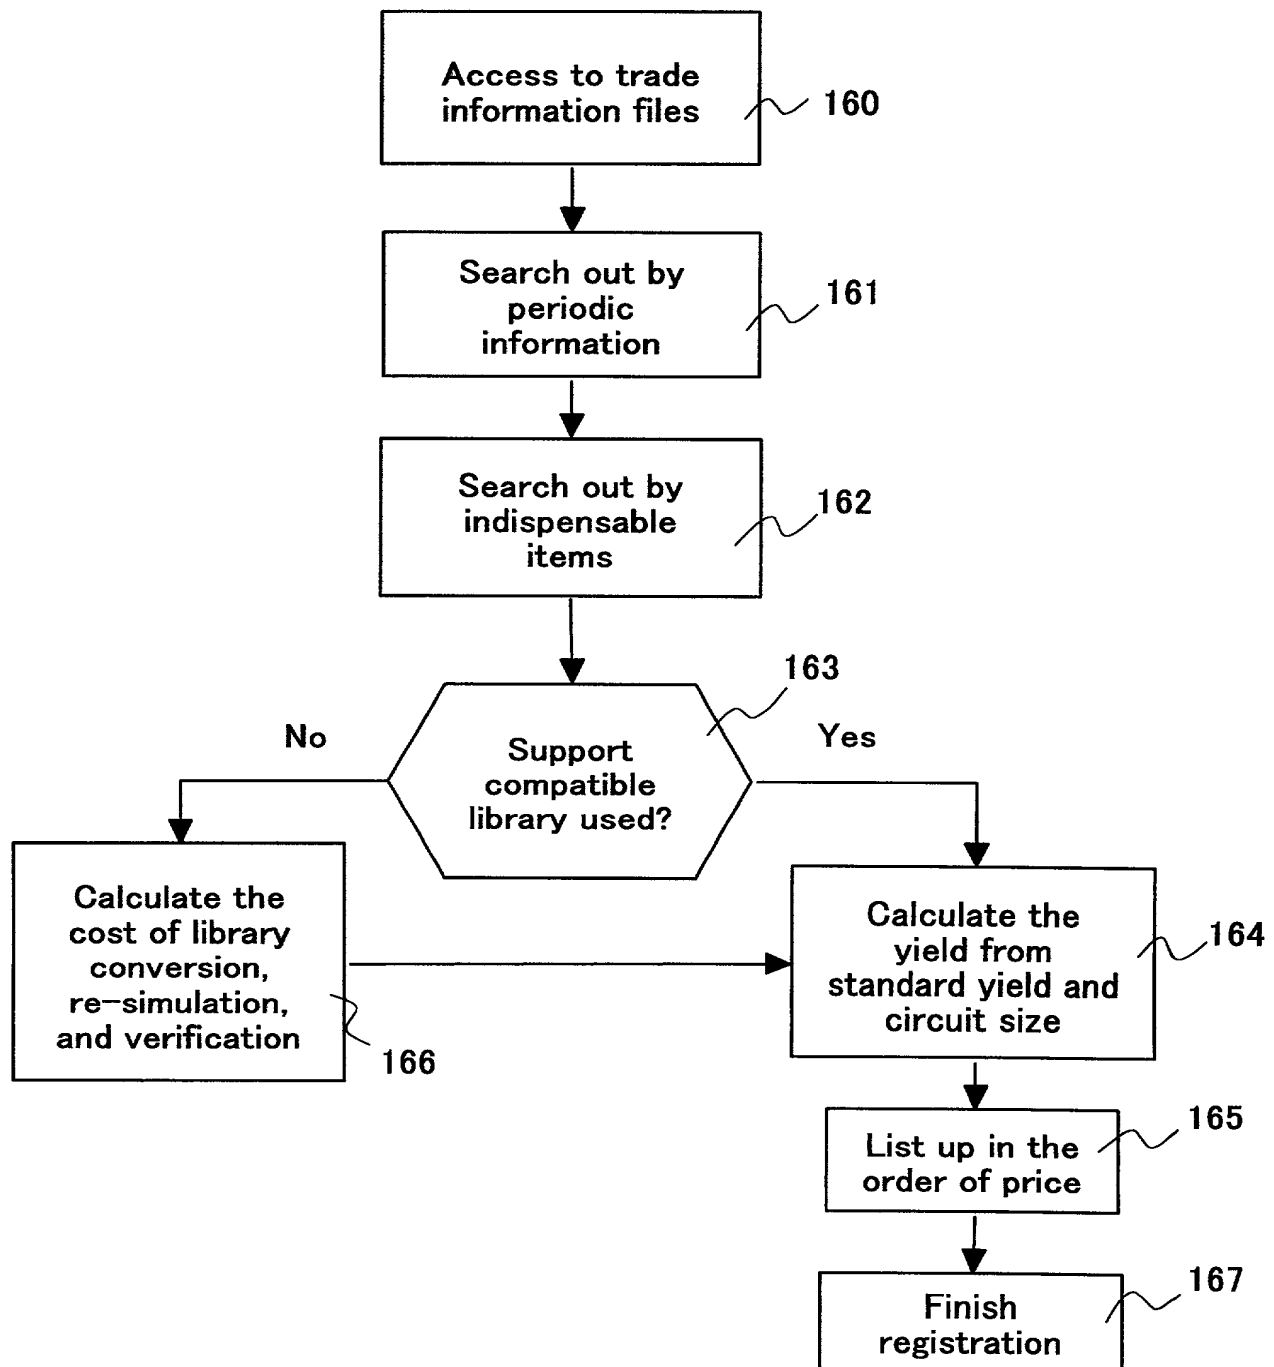 Access to trade
information files
160
Search out by
periodic
information
161
Search out by
indispensable
items
162
163
No
Yes
Support
compatible
library used?
Calculate the
cost of library
conversion,
re-simulation,
and verification
166
Calculate the
yield from
standard yield and
circuit size
164
List up in the
order of price
165
Finish
registration
167